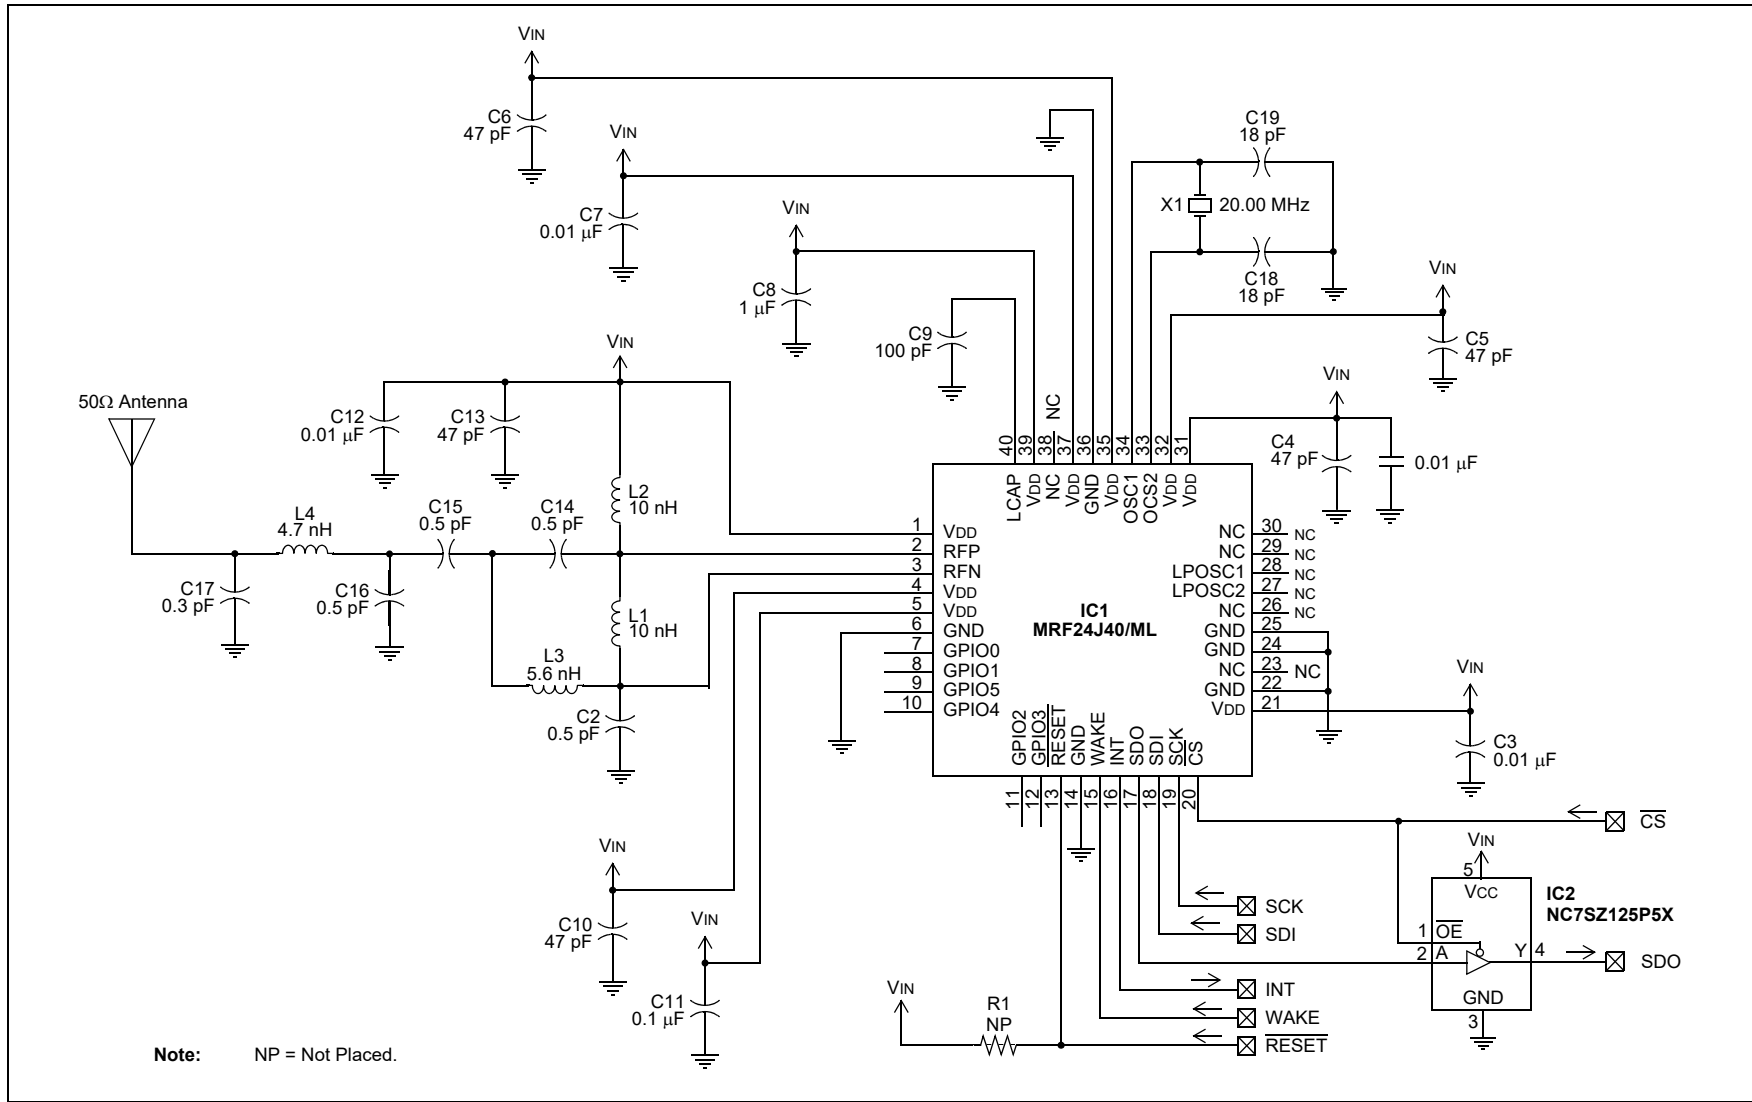 VIN
C6
47 pF
VIN
C7
0.01 µF
VIN
C8
1 µF
C9
100 pF
C19
18 pF
X1
20.00 MHz
C18
18 pF
VIN
C5
47 pF
VIN
C4
47 pF
0.01 µF
50Ω Antenna
VIN
C12
0.01 µF
C13
47 pF
L2
10 nH
L4
4.7 nH
C15
0.5 pF
C14
0.5 pF
C17
0.3 pF
C16
0.5 pF
L1
10 nH
L3
5.6 nH
C2
0.5 pF
NC
40 39 38 37 36 35 34 33 32 31
LCAP VDD NC VDD GND VDD OSC1 OCS2 VDD VDD
1 VDD
2 RFP
3 RFN
4 VDD
5 VDD
6 GND
7 GPIO0
8 GPIO1
9 GPIO5
10 GPIO4
IC1
MRF24J40/ML
NC 30 NC
NC 29 NC
LPOSC1 28 NC
LPOSC2 27 NC
NC 26 NC
GND 25
GND 24
NC 23 NC
GND 22
VDD 21
GPIO2 GPIO3 RESET GND WAKE INT SDO SDI SCK CS
11 12 13 14 15 16 17 18 19 20
VIN
C3
0.01 µF
CS
VIN
5
VCC
IC2
NC7SZ125P5X
1 OE
2 A
Y 4
GND
3
SDO
SCK
SDI
INT
WAKE
RESET
VIN
R1
NP
VIN
C10
47 pF
VIN
C11
0.1 µF
Note: NP = Not Placed.